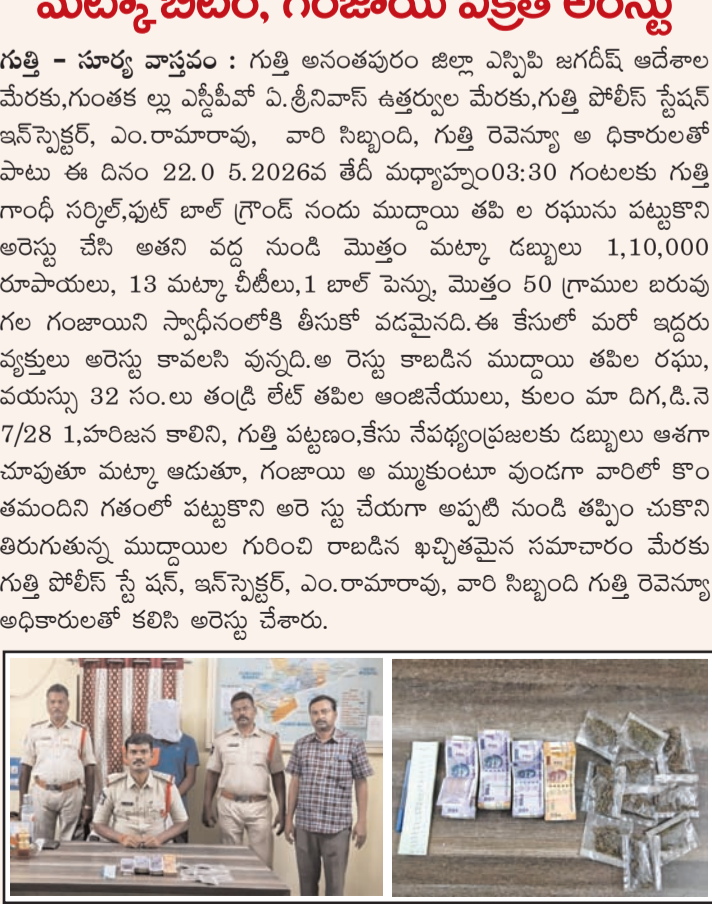 మట్కా బీటర్, గంజాయి విక్రేత అరెస్టు
గుత్తి - సూర్య వాస్తవం : గుత్తి అనంతపురం జిల్లా ఎస్పిపి జగదీష్ ఆదేశాల
మేరకు,గుంతక ల్లు ఎస్డీపీవో ఏ.శ్రీనివాస్ ఉత్తర్వుల మేరకు,గుత్తి పోలీస్ స్టేషన్
ఇన్‌స్పెక్టర్, ఎం.రామారావు, వారి సిబ్బంది, గుత్తి రెవెన్యూ అ ధికారులతో
పాటు ఈ దినం 22.0 5.2026వ తేదీ మధ్యాహ్నం03:30 గంటలకు గుత్తి
గాంధీ సర్కిల్,ఫుట్ బాల్ గ్రౌండ్ నందు ముద్దాయి తపి ల రఘును పట్టుకొని
అరెస్టు చేసి అతని వద్ద నుండి మొత్తం మట్కా డబ్బులు 1,10,000
రూపాయలు, 13 మట్కా చీటీలు,1 బాల్ పెన్ను, మొత్తం 50 గ్రాముల బరువు
గల గంజాయిని స్వాధీనంలోకి తీసుకో వడమైనది.ఈ కేసులో మరో ఇద్దరు
వ్యక్తులు అరెస్టు కావలసి వున్నది.అ రెస్టు కాబడిన ముద్దాయి తపిల రఘు,
వయస్సు 32 సం.లు తండ్రి లేట్ తపిల ఆంజినేయులు, కులం మా దిగ,డి.నె
7/28 1,హరిజన కాలిని, గుత్తి పట్టణం,కేసు నేపథ్యంప్రజలకు డబ్బులు ఆశగా
చూపుతూ మట్కా ఆడుతూ, గంజాయి అ మ్ముకుంటూ వుండగా వారిలో కొం
తమందిని గతంలో పట్టుకొని అరె స్టు చేయగా అప్పటి నుండి తప్పిం చుకొని
తిరుగుతున్న ముద్దాయిల గురించి రాబడిన ఖచ్చితమైన సమాచారం మేరకు
గుత్తి పోలీస్ స్టే షన్, ఇన్‌స్పెక్టర్, ఎం.రామారావు, వారి సిబ్బంది గుత్తి రెవెన్యూ
అధికారులతో కలిసి అరెస్టు చేశారు.